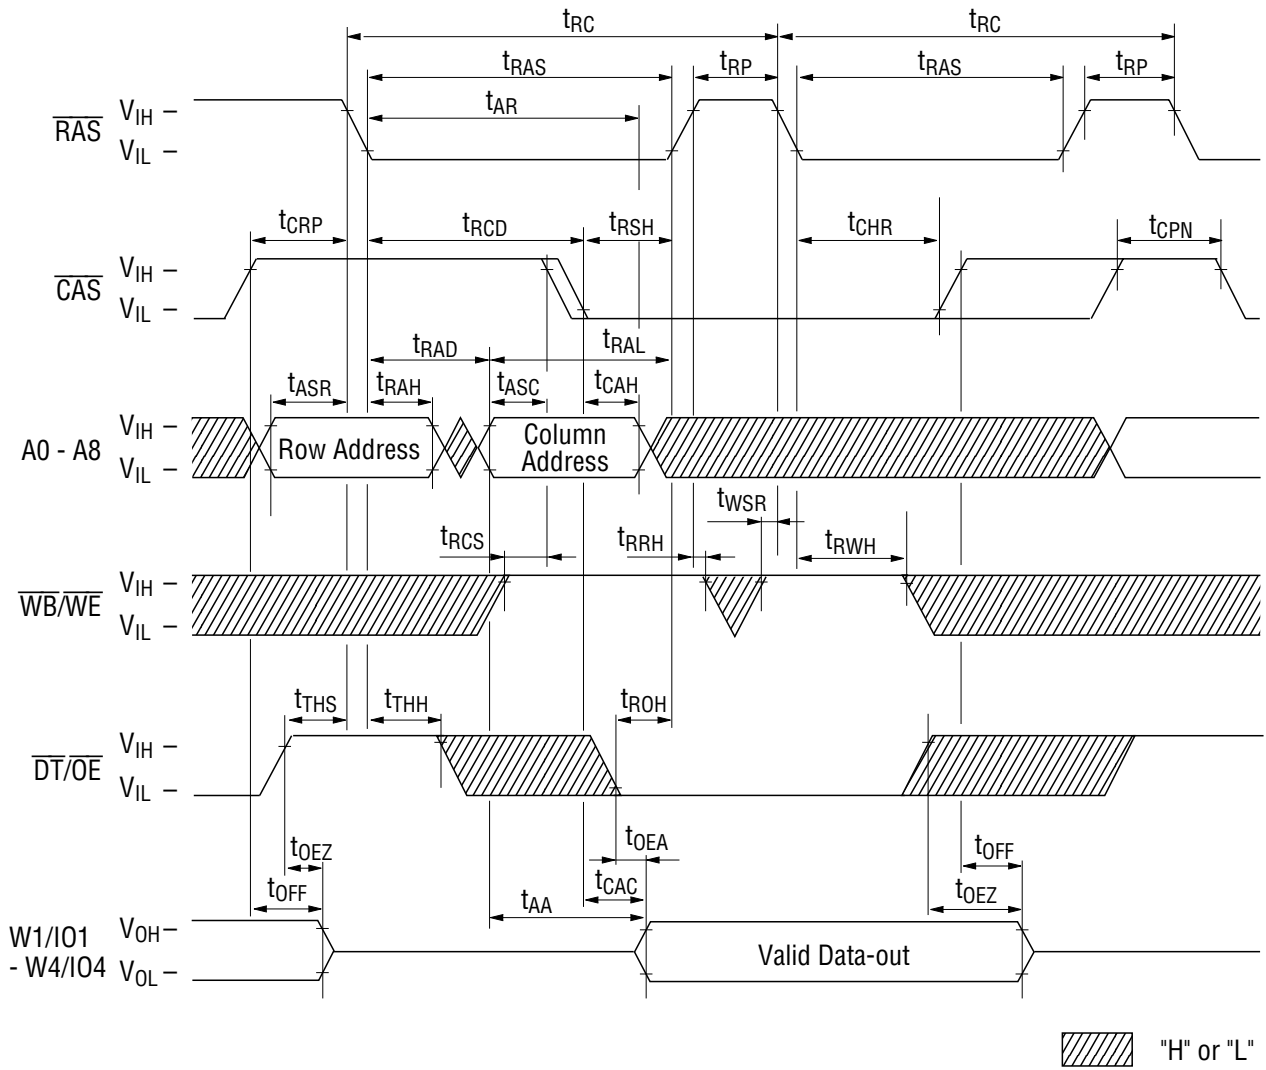 tRC tRC
tRAS tRP tRAS tRP
tAR
RAS VIH –
VIL –
tCRP tRCD tRSH tCHR tCPN
CAS VIH –
VIL –
tRAD tRAL
tASR tRAH tASC tCAH
A0 - A8 VIH –
VIL –
Row Address
Column
Address
tWSR
tRCS tRRH tRWH
WB/WE VIH –
VIL –
tTHS tTHH tROH
DT/OE VIH –
VIL –
tOEZ tOEA tOFF
tOFF tAA tCAC tOEZ
W1/IO1
- W4/IO4
VOH–
VOL–
Valid Data-out
"H" or "L"